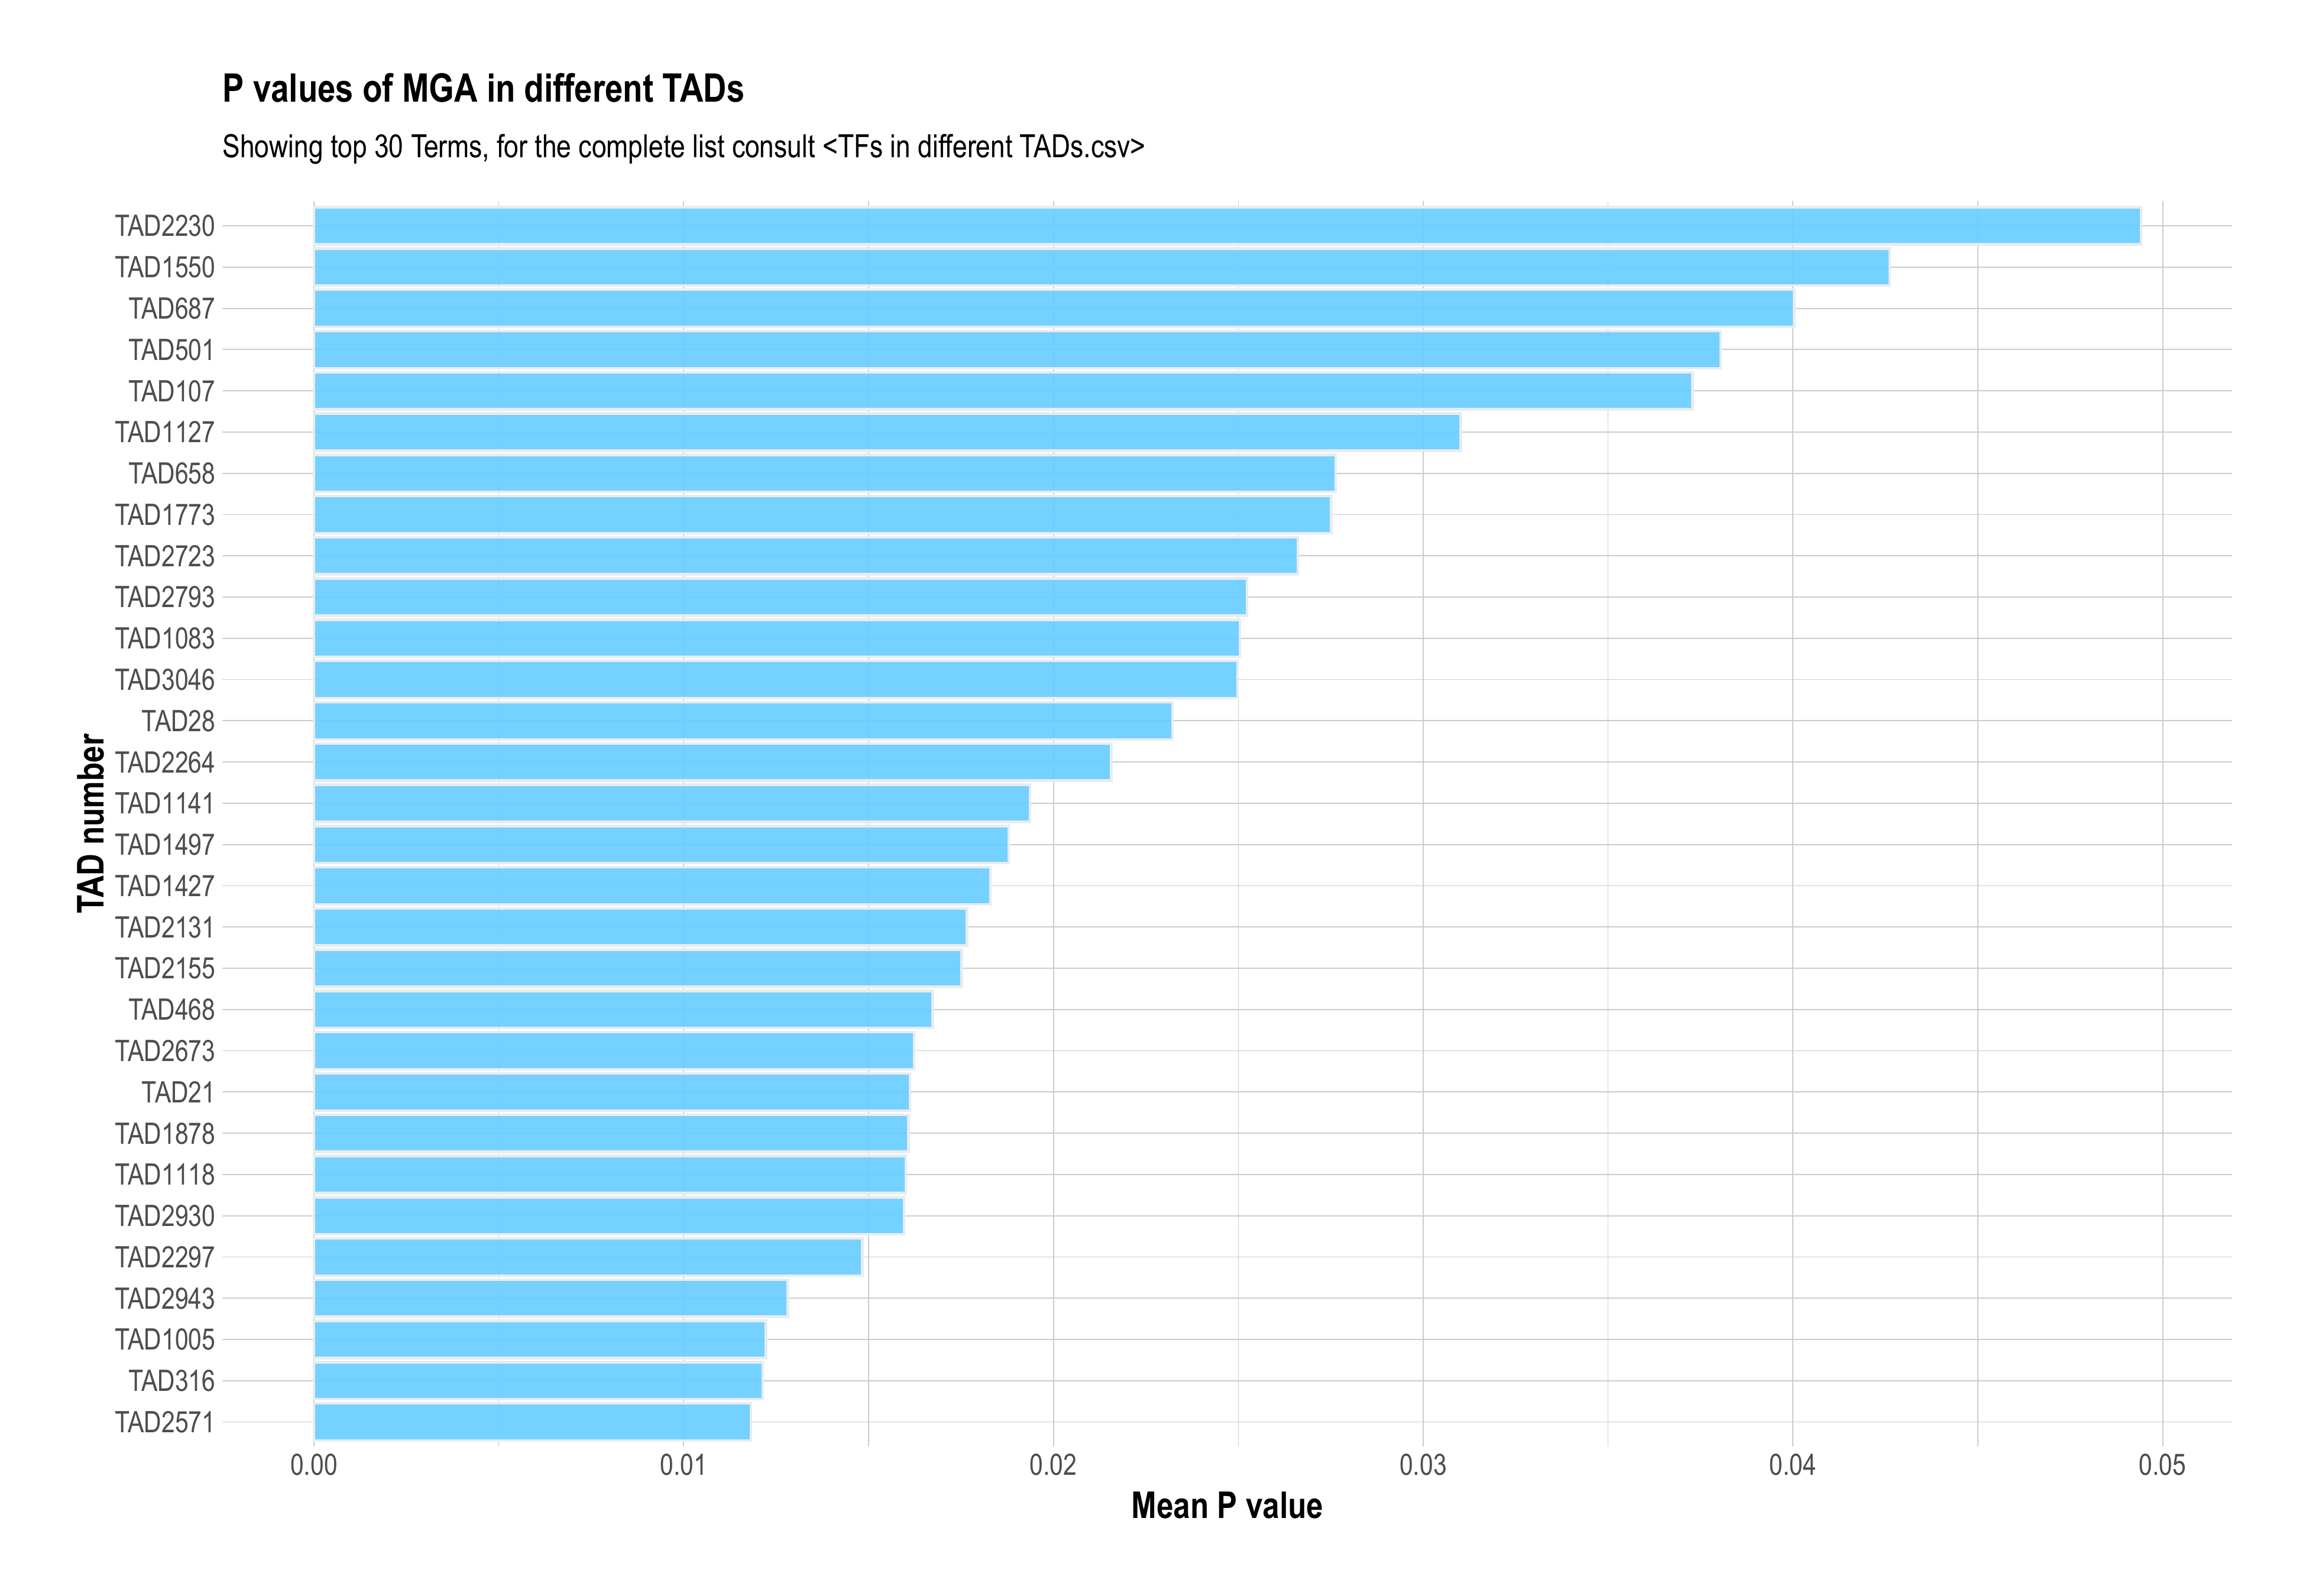 P values of MGA in different TADs
Showing top 30 Terms, for the complete list consult <TFs in different TADs.csv>
TAD number
TAD2230
TAD1550
TAD687
TAD501
TAD107
TAD1127
TAD658
TAD1773
TAD2723
TAD2793
TAD1083
TAD3046
TAD28
TAD2264
TAD1141
TAD1497
TAD1427
TAD2131
TAD2155
TAD468
TAD2673
TAD21
TAD1878
TAD1118
TAD2930
TAD2297
TAD2943
TAD1005
TAD316
TAD2571
0.00 0.01 0.02 0.03 0.04 0.05
Mean P value